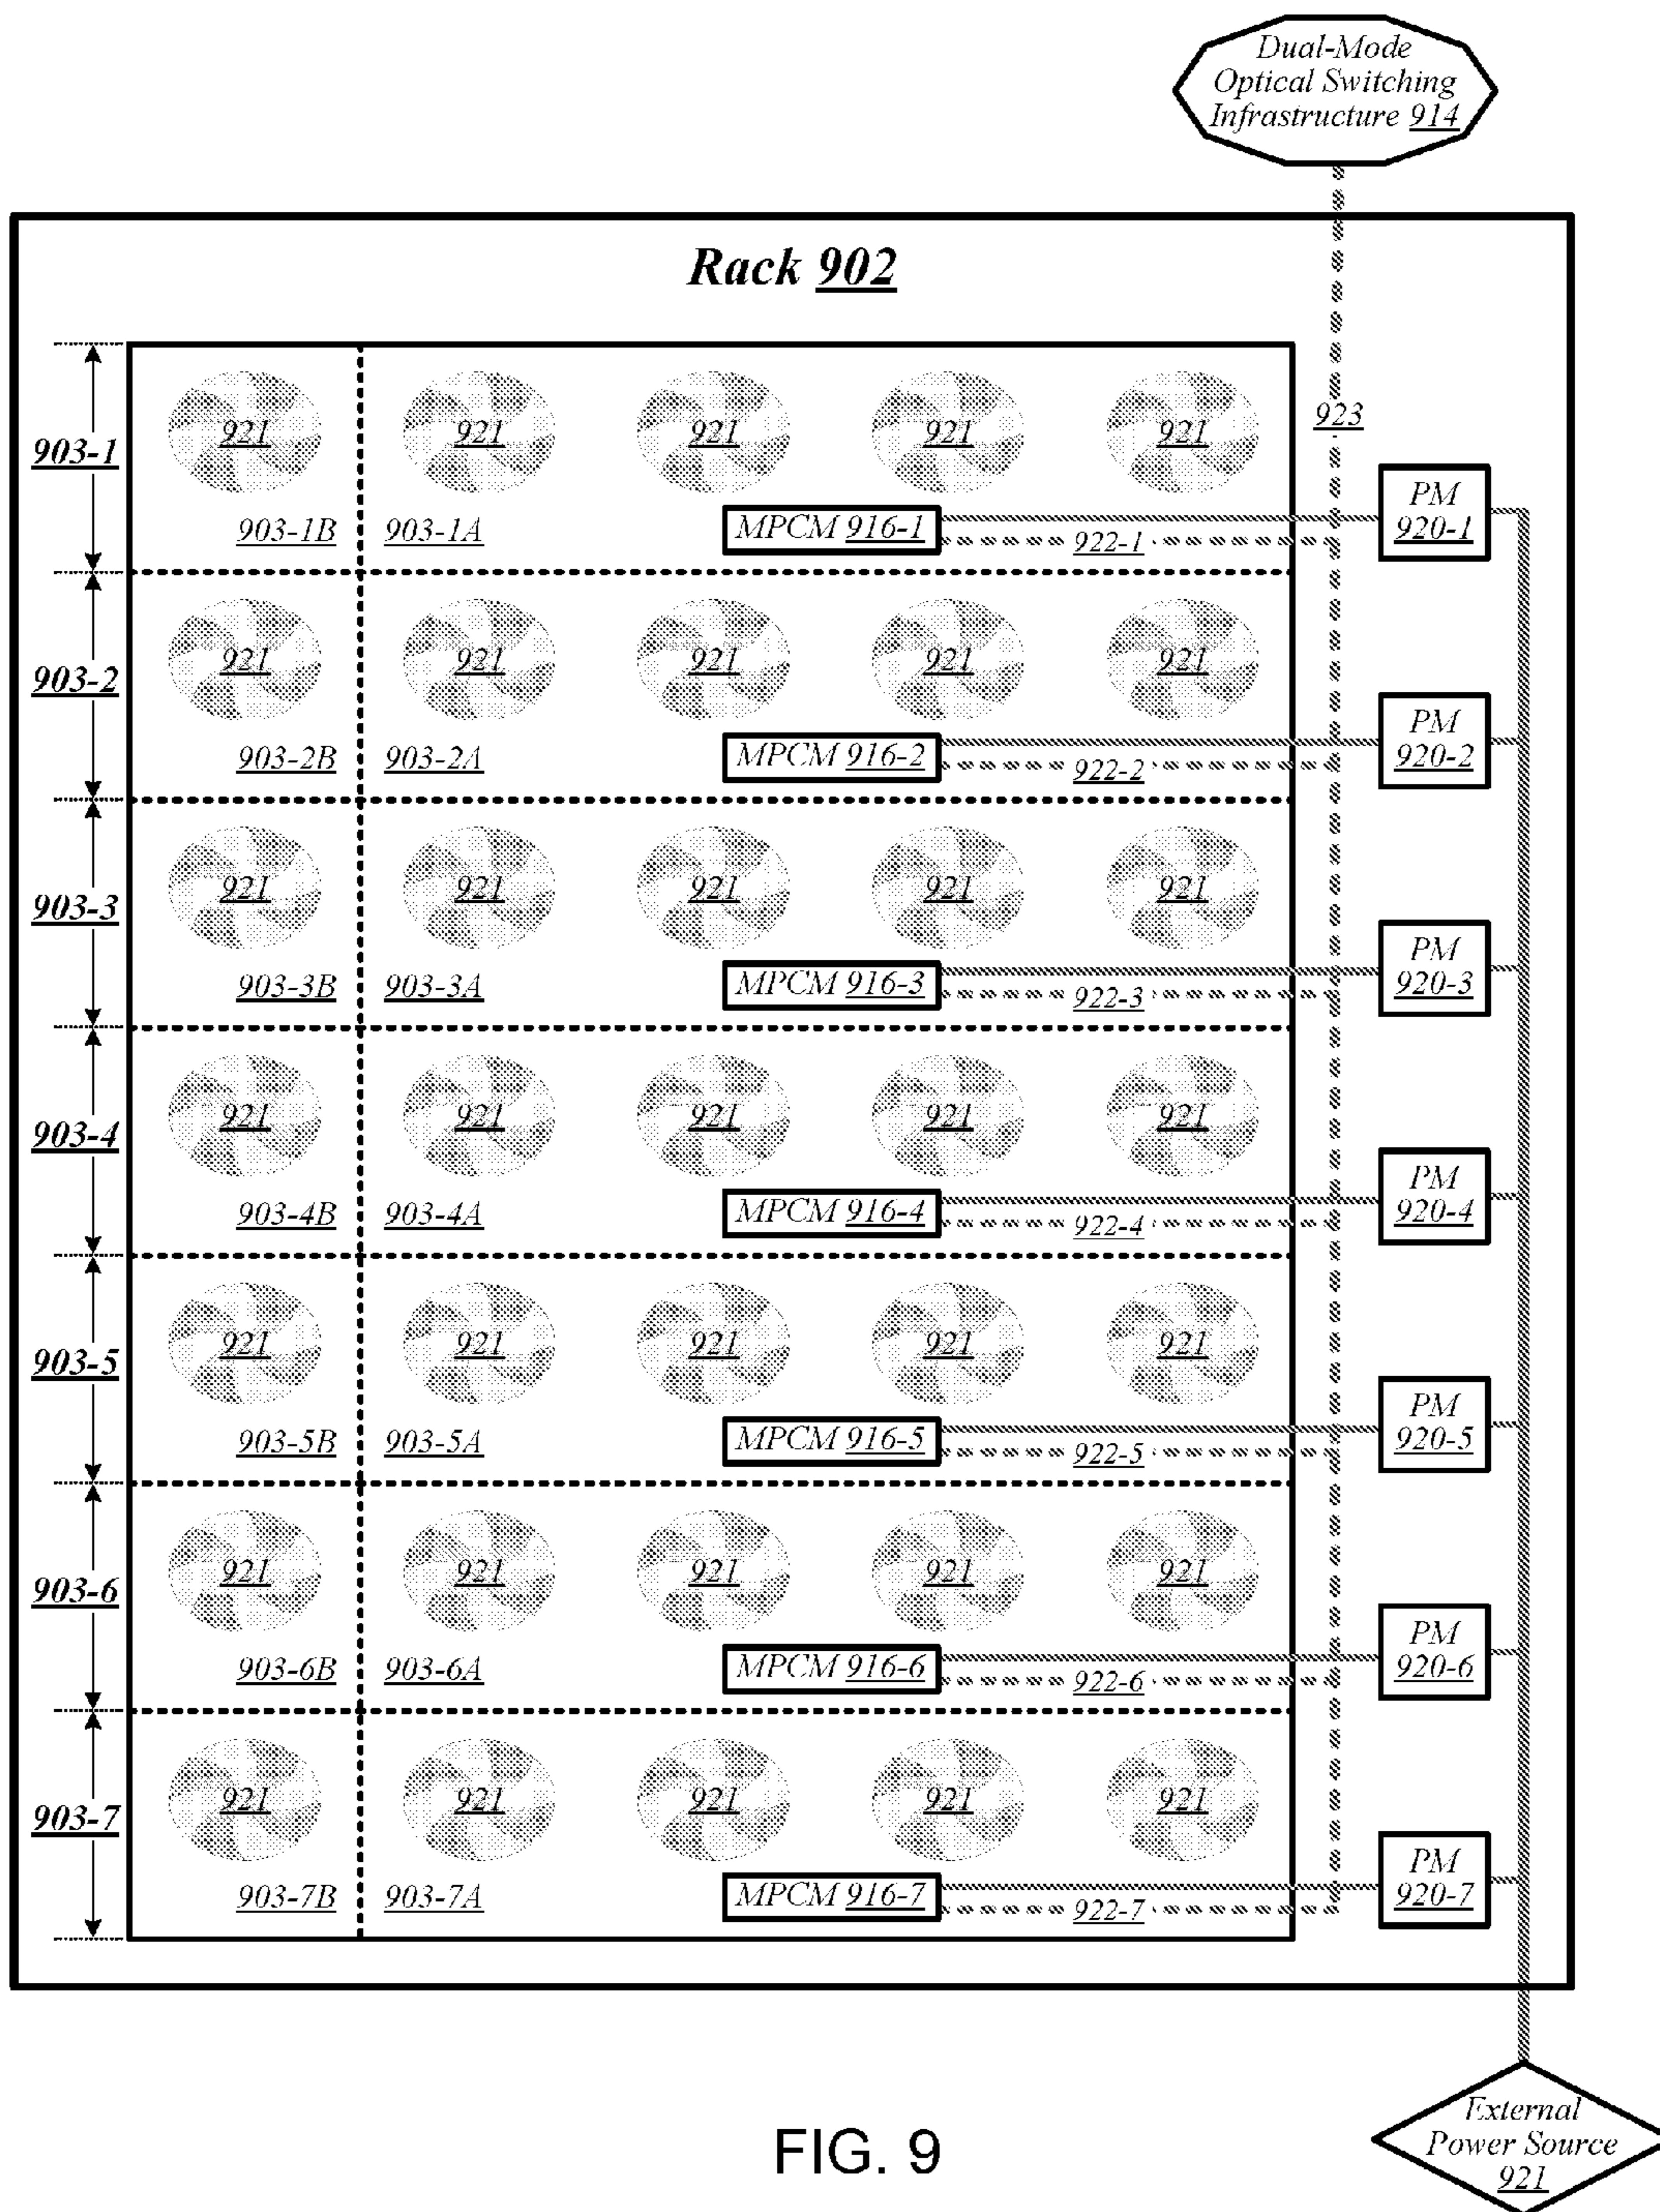 Dual-Mode
Optical Switching
Infrastructure 914
Rack 902
921 921 921 921 921
923
903-1
PM
920-1
903-1B 903-1A MPCM 916-1 922-1
921 921 921 921 921
903-2
PM
920-2
903-2B 903-2A MPCM 916-2 922-2
921 921 921 921 921
903-3
PM
920-3
903-3B 903-3A MPCM 916-3 922-3
921 921 921 921 921
903-4
PM
920-4
903-4B 903-4A MPCM 916-4 922-4
921 921 921 921 921
903-5
PM
920-5
903-5B 903-5A MPCM 916-5 922-5
921 921 921 921 921
903-6
PM
920-6
903-6B 903-6A MPCM 916-6 922-6
921 921 921 921 921
903-7
PM
920-7
903-7B 903-7A MPCM 916-7 922-7
External
Power Source
921
FIG. 9